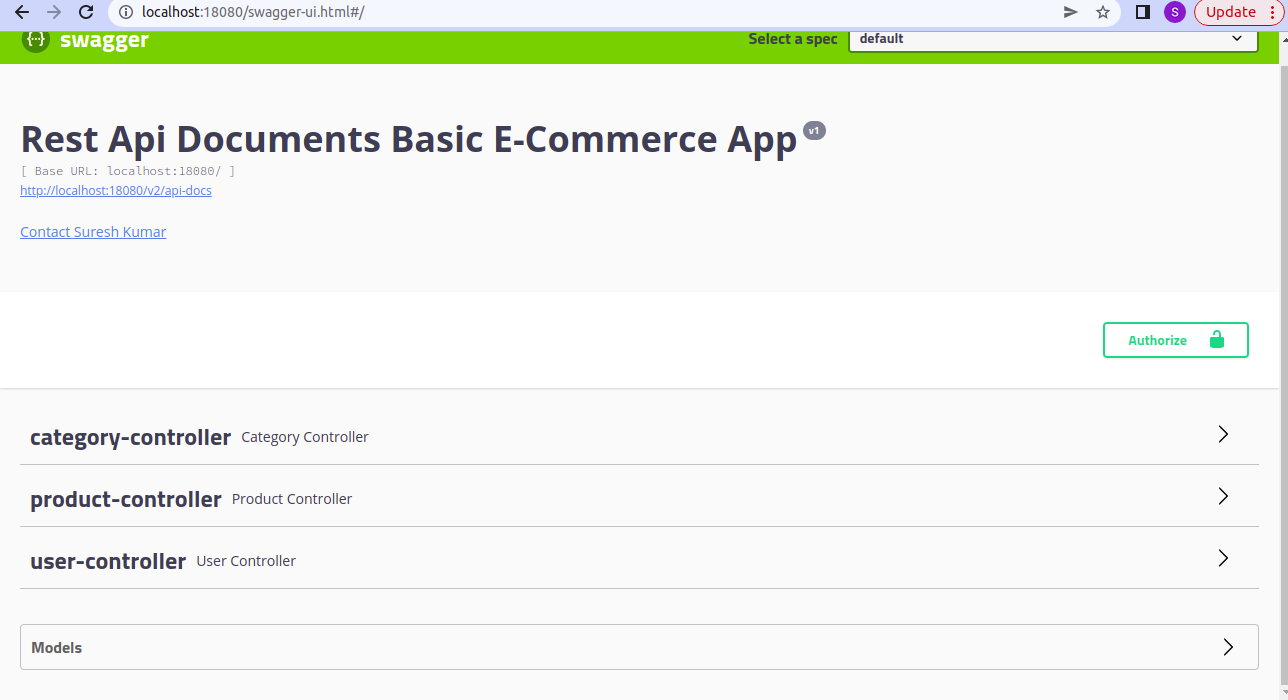 localhost:18080/swagger-ui.html#/
S
Update
{···} swagger
Select a spec
default
Rest Api Documents Basic E-Commerce App v1
[ Base URL: localhost:18080/ ]
http://localhost:18080/v2/api-docs
Contact Suresh Kumar
Authorize
category-controller Category Controller
product-controller Product Controller
user-controller User Controller
Models